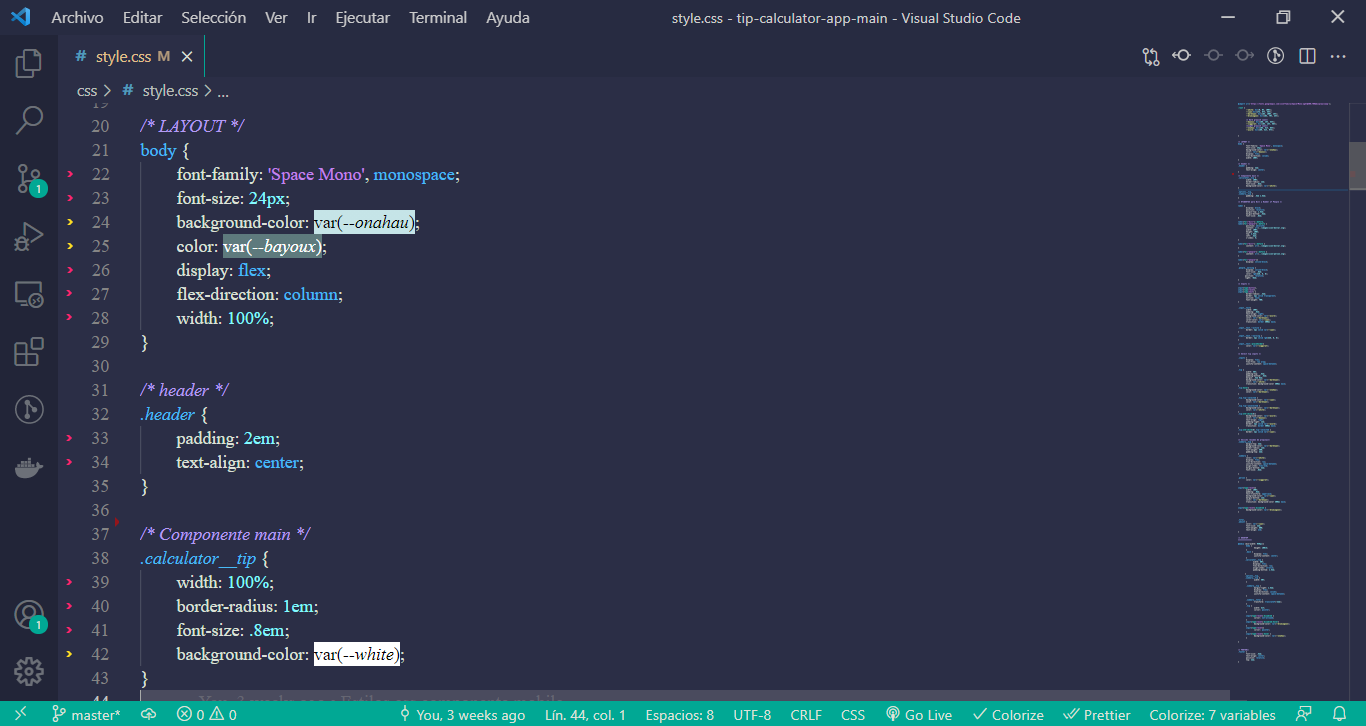 Archivo Editar Selección Ver Ir Ejecutar Terminal Ayuda style.css - tip-calculator-app-main - Visual Studio Code
# style.css M
css > # style.css > ...
19
20 /* LAYOUT */
21 body {
22 font-family: 'Space Mono', monospace;
23 font-size: 24px;
24 background-color: var(--onahau);
25 color: var(--bayoux);
26 display: flex;
27 flex-direction: column;
28 width: 100%;
29 }
30
31 /* header */
32 .header {
33 padding: 2em;
34 text-align: center;
35 }
36
37 /* Componente main */
38 .calculator__tip {
39 width: 100%;
40 border-radius: 1em;
41 font-size: .8em;
42 background-color: var(--white);
43 }
44 You, 3 weeks ago
1
1
master* 0 0 You, 3 weeks ago Lín. 44, col. 1 Espacios: 8 UTF-8 CRLF CSS Go Live Colorize Prettier Colorize: 7 variables